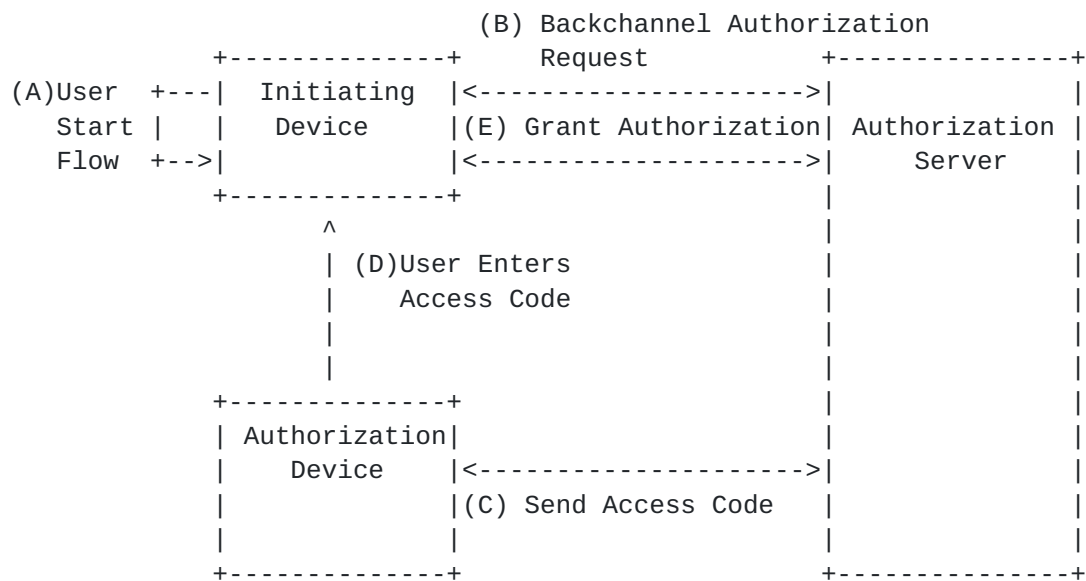 (B) Backchannel Authorization
+--------------+     Request           +---------------+
(A)User  +---|  Initiating  |<--------------------->|               |
Start |   |   Device     |(E) Grant Authorization| Authorization |
Flow  +-->|              |<--------------------->|     Server    |
+--------------+                       |               |
^                              |               |
| (D)User Enters               |               |
|    Access Code               |               |
|                              |               |
|                              |               |
+--------------+                       |               |
| Authorization|                       |               |
|    Device    |<--------------------->|               |
|              |(C) Send Access Code   |               |
|              |                       |               |
+--------------+                       +---------------+